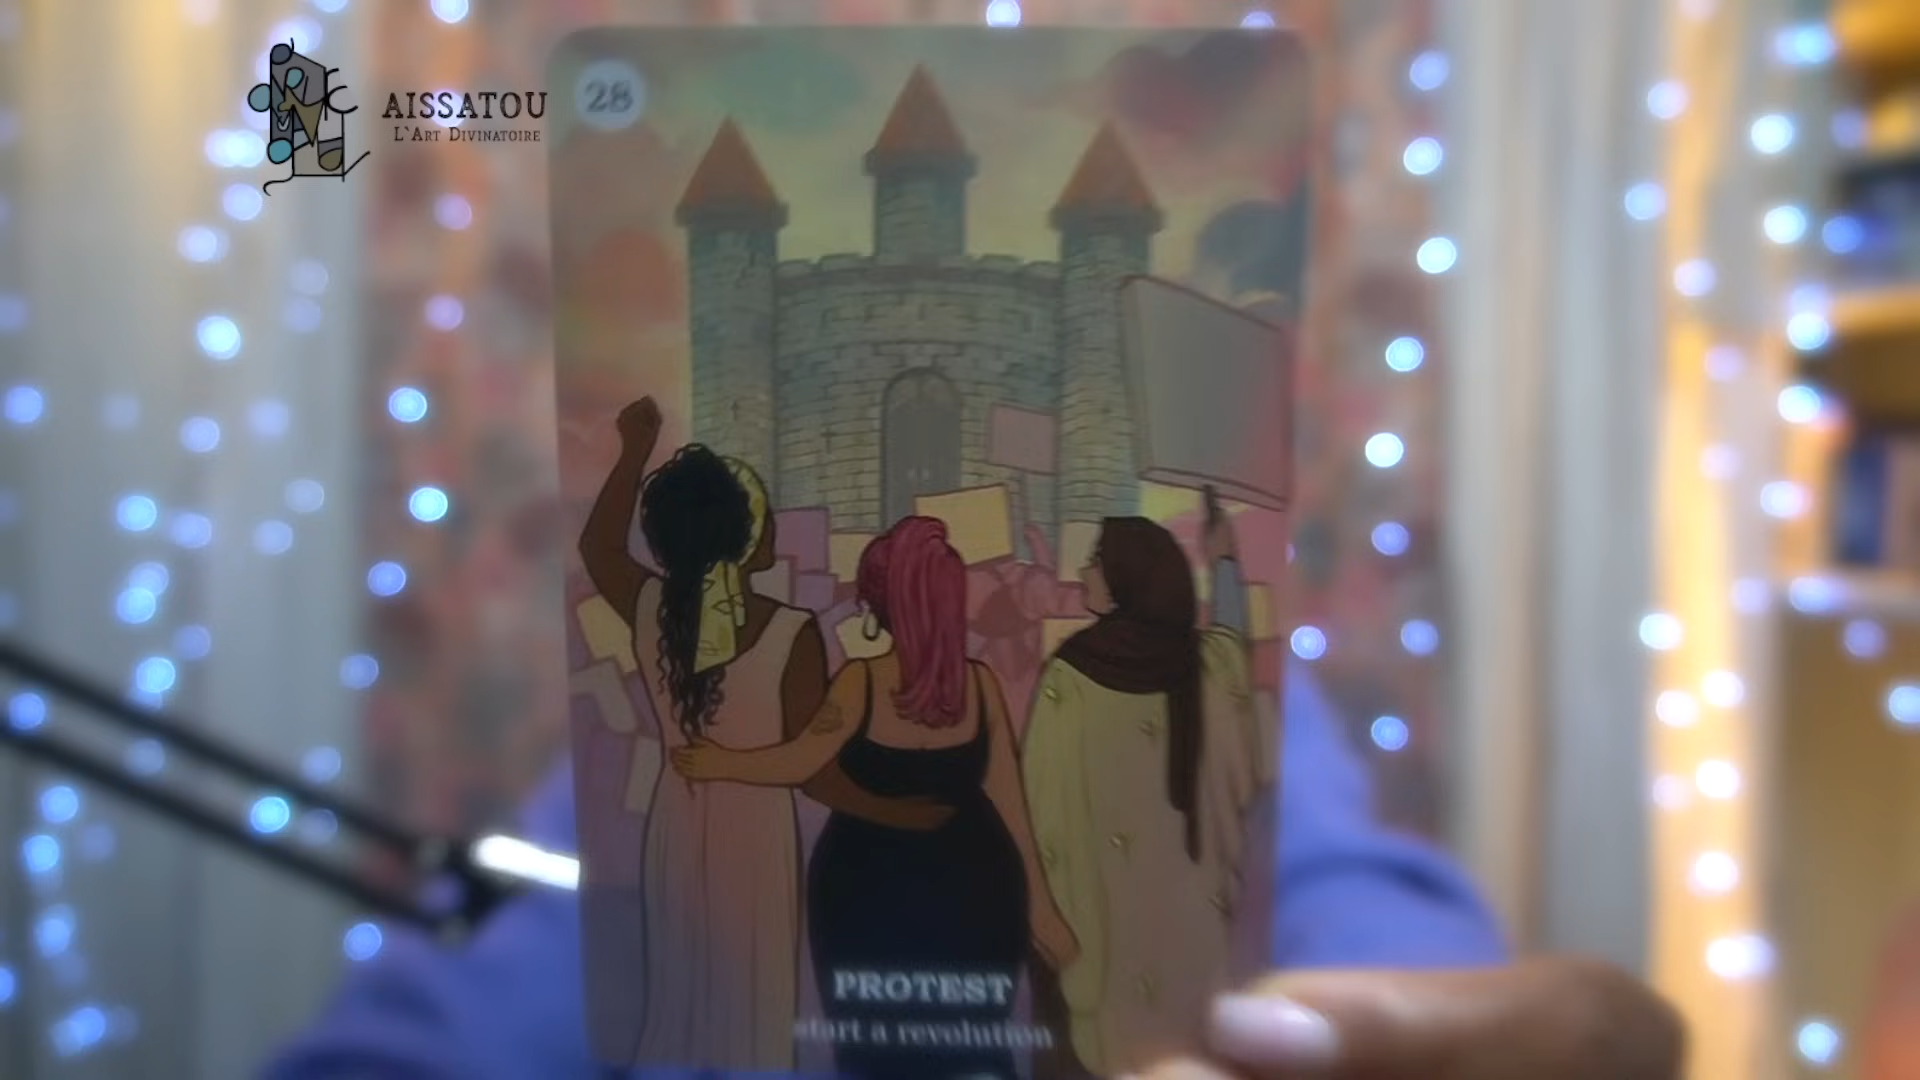 AISSATOU
L`ART DIVINATOIRE
28
PROTEST
start a revolution